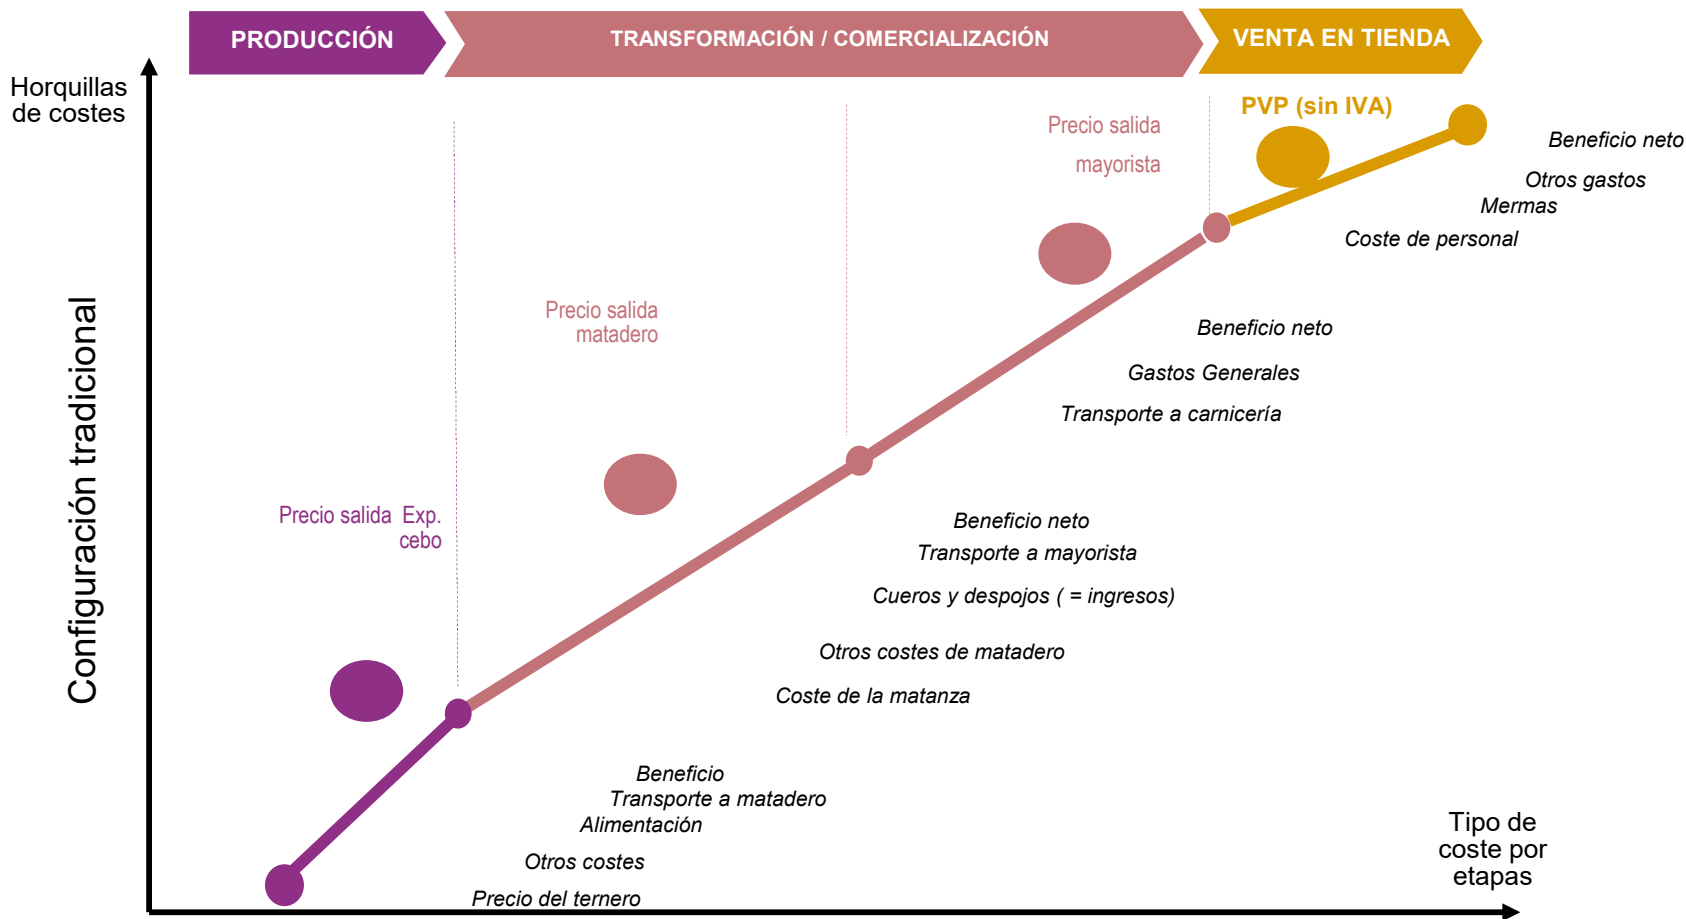 PRODUCCIÓN
TRANSFORMACIÓN / COMERCIALIZACIÓN
VENTA EN TIENDA
Horquillas
de costes
PVP (sin IVA)
Precio salida
mayorista
Beneficio neto
Otros gastos
Mermas
Coste de personal
Precio salida
matadero
Beneficio neto
Gastos Generales
Transporte a carnicería
Configuración tradicional
Precio salida Exp.
cebo
Beneficio neto
Transporte a mayorista
Cueros y despojos ( = ingresos)
Otros costes de matadero
Coste de la matanza
Beneficio
Transporte a matadero
Alimentación
Otros costes
Precio del ternero
Tipo de
coste por
etapas